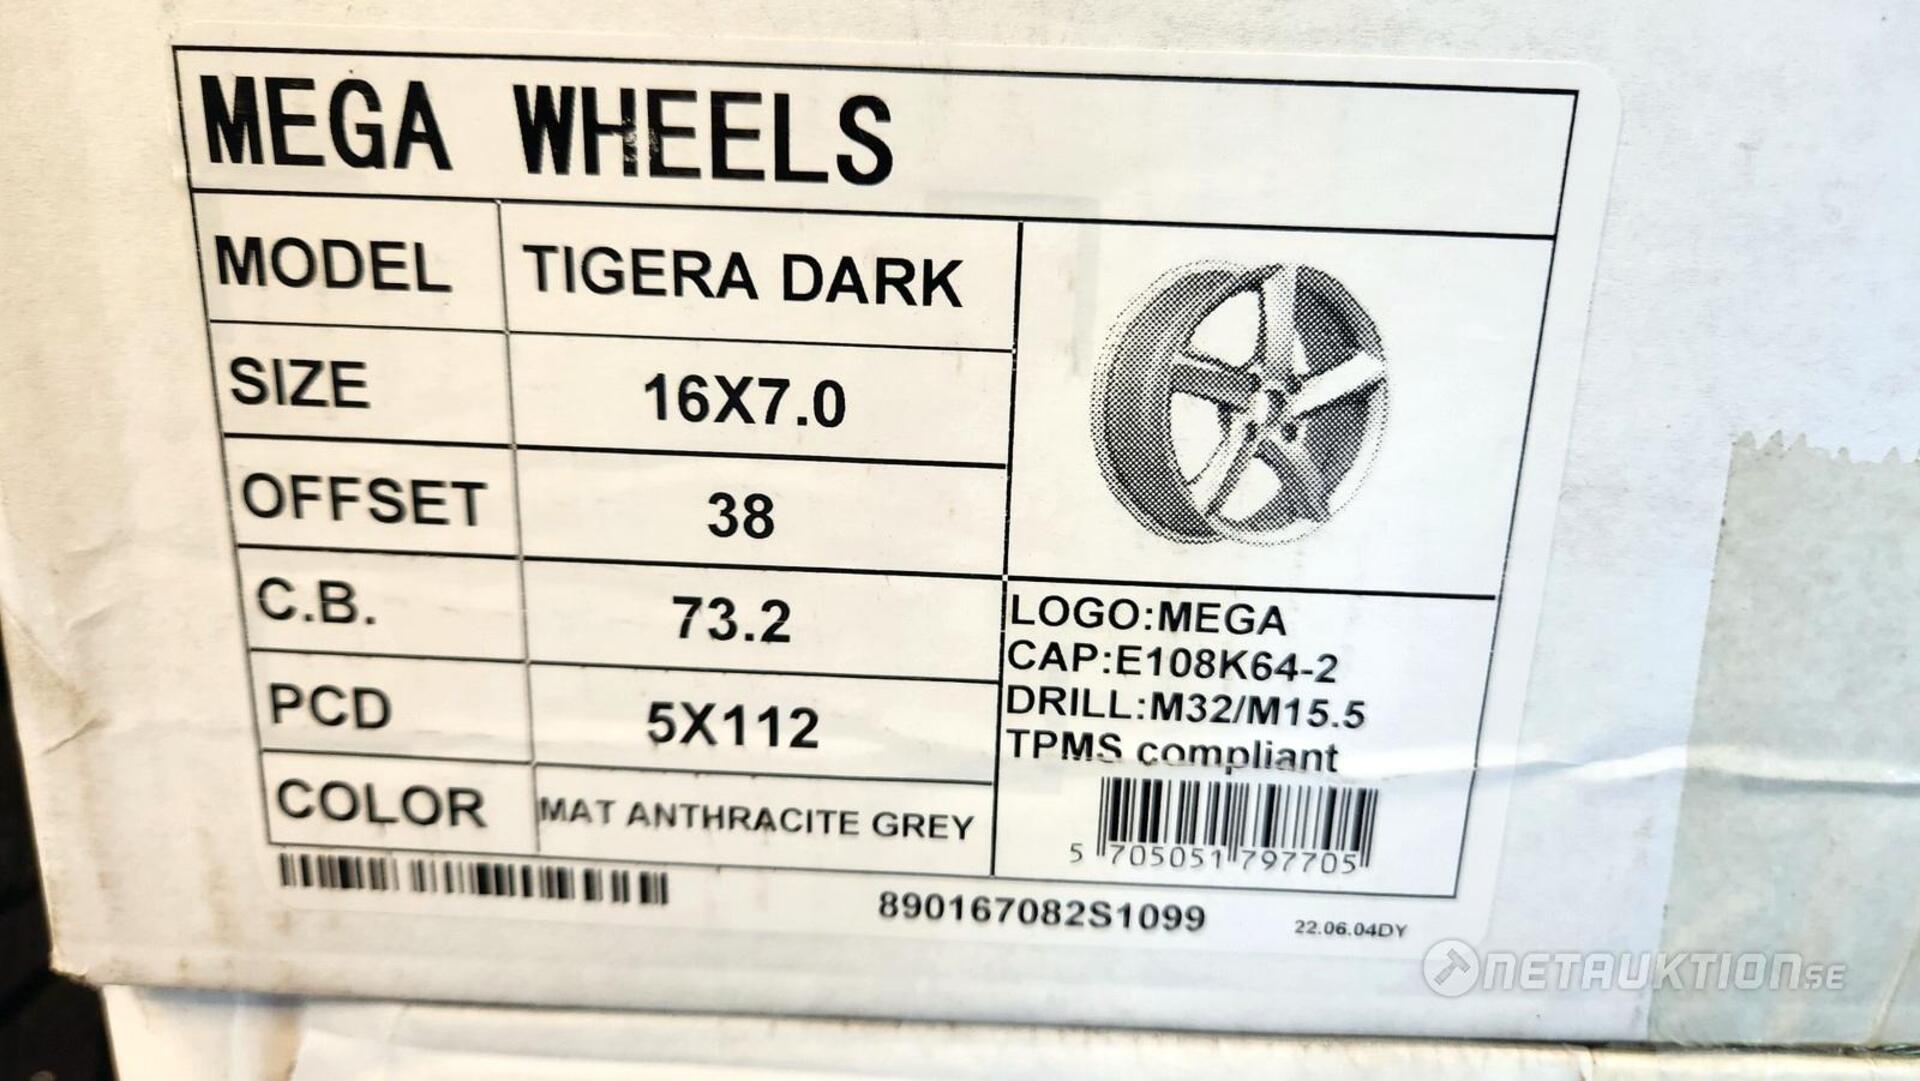 MEGA WHEELS
MODEL TIGERA DARK
SIZE 16X7.0
OFFSET 38
C.B. 73.2
PCD 5X112
COLOR MAT ANTHRACITE GREY
LOGO:MEGA
CAP:E108K64-2
DRILL:M32/M15.5
TPMS compliant
5 705051 797705
890167082S1099
22.06.04DY
NETAUKTION.SE